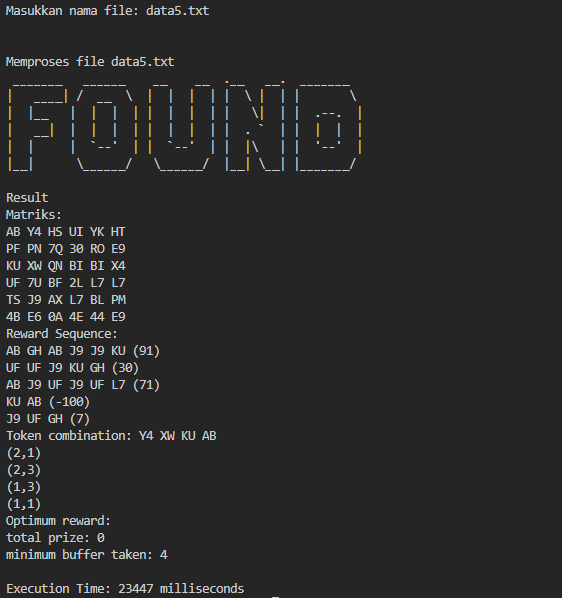 Masukkan nama file: data5.txt
Memproses file data5.txt
FOUND
Result
Matriks:
AB Y4 HS UI YK HT
PF PN 7Q 30 RO E9
KU XW QN BI BI X4
UF 7U BF 2L L7 L7
TS J9 AX L7 BL PM
4B E6 0A 4E 44 E9
Reward Sequence:
AB GH AB J9 J9 KU (91)
UF UF J9 KU GH (30)
AB J9 UF J9 UF L7 (71)
KU AB (-100)
J9 UF GH (7)
Token combination: Y4 XW KU AB
(2,1)
(2,3)
(1,3)
(1,1)
Optimum reward:
total prize: 0
minimum buffer taken: 4
Execution Time: 23447 milliseconds